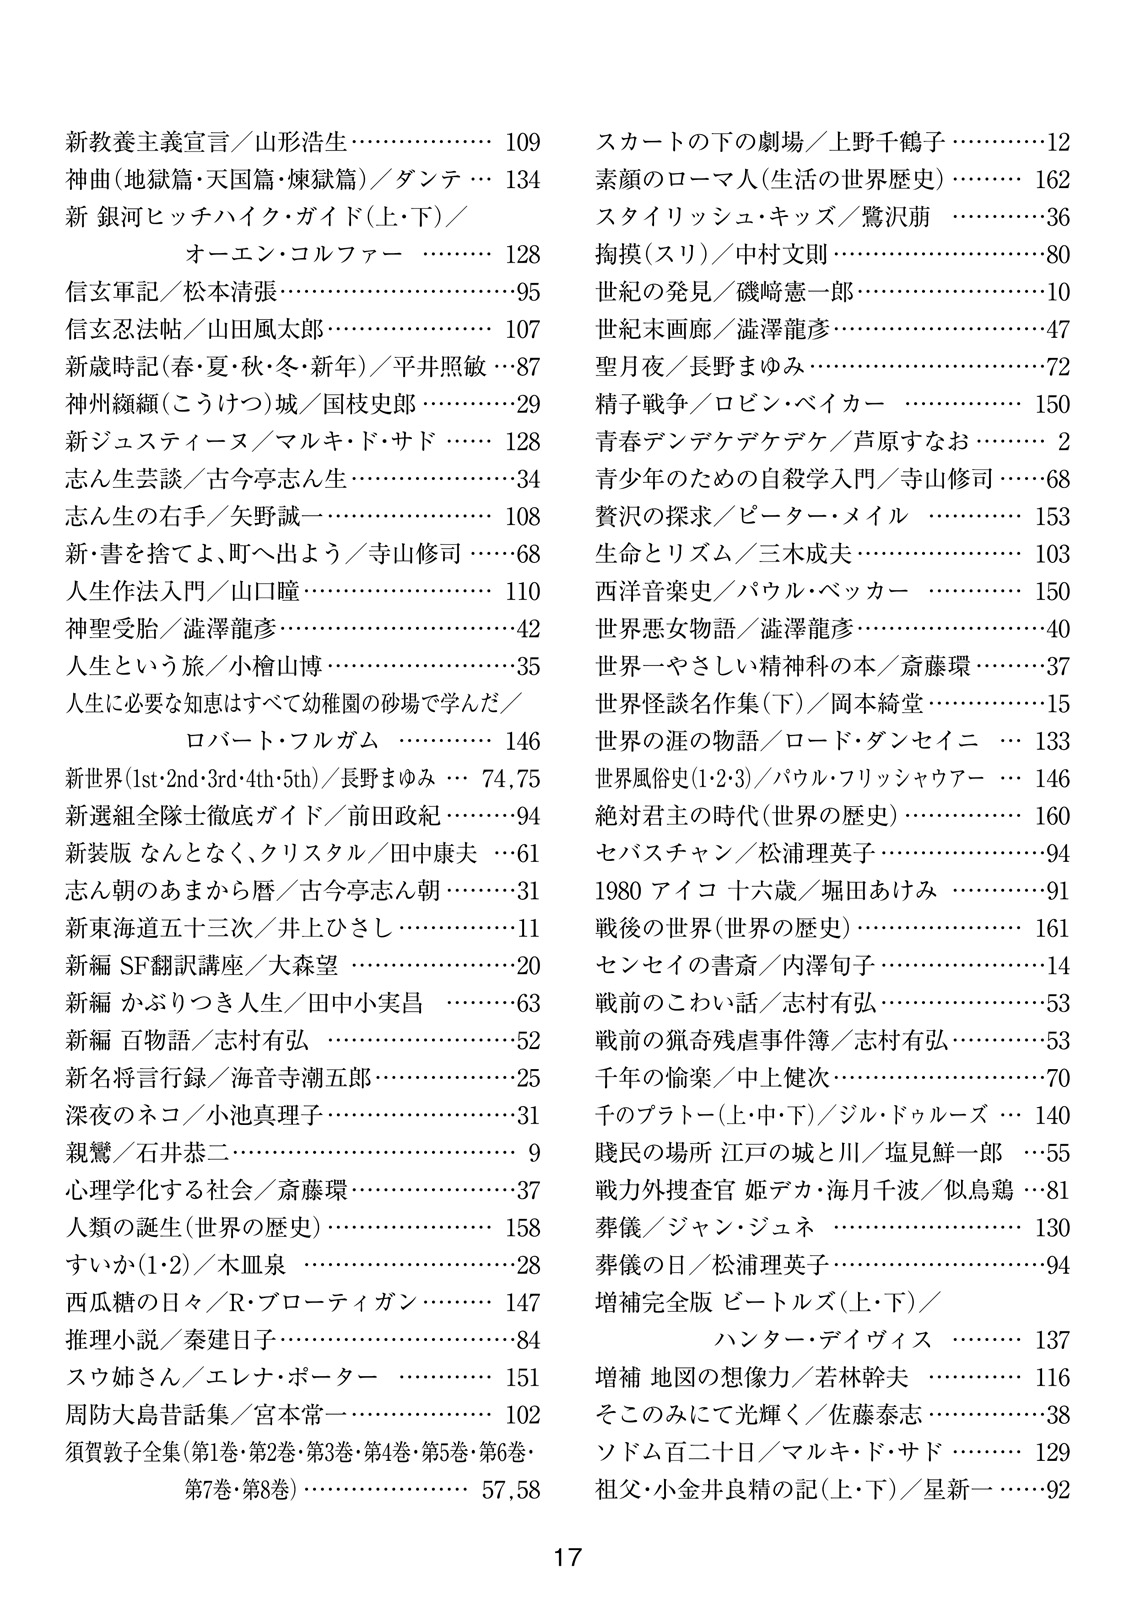 新教養主義宣言／山形浩生……………… 109
神曲(地獄篇・天国篇・煉獄篇)／ダンテ … 134
新 銀河ヒッチハイク・ガイド(上・下)／
オーエン・コルファー ……… 128
信玄軍記／松本清張…………………………95
信玄忍法帖／山田風太郎………………… 107
新歳時記(春・夏・秋・冬・新年)／平井照敏 …87
神州纐纈(こうけつ)城／国枝史郎 …………29
新ジュスティーヌ／マルキ・ド・サド …… 128
志ん生芸談／古今亭志ん生…………………34
志ん生の右手／矢野誠一………………… 108
新・書を捨てよ、町へ出よう／寺山修司 ……68
人生作法入門／山口瞳…………………… 110
神聖受胎／澁澤龍彥…………………………42
人生という旅／小檜山博……………………35
人生に必要な知恵はすべて幼稚園の砂場で学んだ／
ロバート・フルガム ………… 146
新世界(1st・2nd・3rd・4th・5th)／長野まゆみ … 74,75
新選組全隊士徹底ガイド／前田政紀………94
新装版 なんとなく、クリスタル／田中康夫 …61
志ん朝のあまから暦／古今亭志ん朝………31
新東海道五十三次／井上ひさし……………11
新編 SF翻訳講座／大森望 …………………20
新編 かぶりつき人生／田中小実昌 ………63
新編 百物語／志村有弘 ……………………52
新名将言行録／海音寺潮五郎………………25
深夜のネコ／小池真理子……………………31
親鸞／石井恭二……………………………… 9
心理学化する社会／斎藤環…………………37
人類の誕生(世界の歴史)………………… 158
すいか(1・2)／木皿泉 ………………………28
西瓜糖の日々／R・ブローティガン……… 147
推理小説／秦建日子…………………………84
スウ姉さん／エレナ・ポーター ………… 151
周防大島昔話集／宮本常一……………… 102
須賀敦子全集(第1巻・第2巻・第3巻・第4巻・第5巻・第6巻・
第7巻・第8巻)………………… 57,58
スカートの下の劇場／上野千鶴子…………12
素顔のローマ人(生活の世界歴史)……… 162
スタイリッシュ・キッズ／鷺沢萠 …………36
掏摸(スリ)／中村文則………………………80
世紀の発見／磯﨑憲一郎……………………10
世紀末画廊／澁澤龍彥………………………47
聖月夜／長野まゆみ…………………………72
精子戦争／ロビン・ベイカー …………… 150
青春デンデケデケデケ／芦原すなお……… 2
青少年のための自殺学入門／寺山修司……68
贅沢の探求／ピーター・メイル ………… 153
生命とリズム／三木成夫………………… 103
西洋音楽史／パウル・ベッカー ………… 150
世界悪女物語／澁澤龍彥……………………40
世界一やさしい精神科の本／斎藤環………37
世界怪談名作集(下)／岡本綺堂……………15
世界の涯の物語／ロード・ダンセイニ … 133
世界風俗史(1・2・3)／パウル・フリッシャウアー … 146
絶対君主の時代(世界の歴史)…………… 160
セバスチャン／松浦理英子…………………94
1980 アイコ 十六歳／堀田あけみ …………91
戦後の世界(世界の歴史)………………… 161
センセイの書斎／内澤旬子…………………14
戦前のこわい話／志村有弘…………………53
戦前の猟奇残虐事件簿／志村有弘…………53
千年の愉楽／中上健次………………………70
千のプラトー(上・中・下)／ジル・ドゥルーズ … 140
賤民の場所 江戸の城と川／塩見鮮一郎 …55
戦力外捜査官 姫デカ・海月千波／似鳥鶏 …81
葬儀／ジャン・ジュネ …………………… 130
葬儀の日／松浦理英子………………………94
増補完全版 ビートルズ(上・下)／
ハンター・デイヴィス ……… 137
増補 地図の想像力／若林幹夫 ………… 116
そこのみにて光輝く／佐藤泰志……………38
ソドム百二十日／マルキ・ド・サド ……… 129
祖父・小金井良精の記(上・下)／星新一……92
17